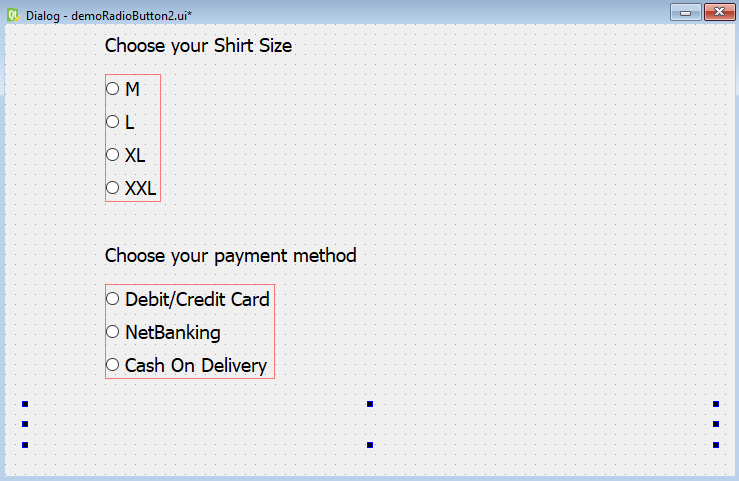 Dialog - demoRadioButton2.ui*
Choose your Shirt Size
M
L
XL
XXL
Choose your payment method
Debit/Credit Card
NetBanking
Cash On Delivery